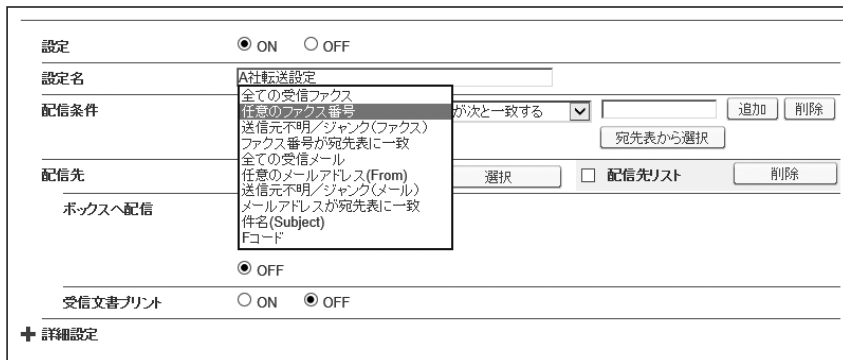 設定 ON OFF
設定名 A社転送設定
全ての受信ファクス
配信条件 任意のファクス番号 が次と一致する 追加 削除
送信元不明／ジャンク(ファクス)
ファクス番号が宛先表に一致 宛先表から選択
全ての受信メール
配信先 任意のメールアドレス(From) 選択 配信先リスト 削除
送信元不明／ジャンク(メール)
ボックスへ配信 メールアドレスが宛先表に一致
件名(Subject)
Fコード
OFF
受信文書プリント ON OFF
詳細設定